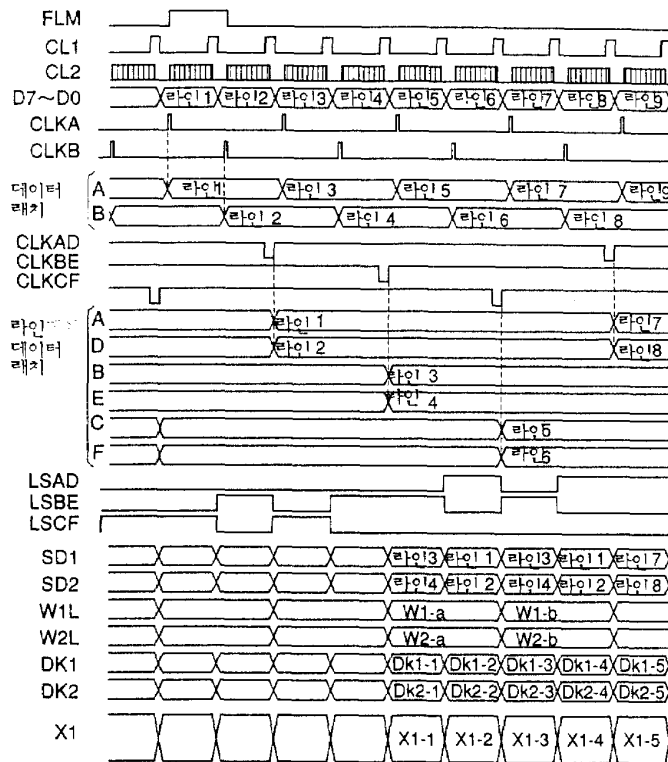 FLM
CL1
CL2
D7~D0 라인1 라인2 라인3 라인4 라인5 라인6 라인7 라인8 라인9
CLKA
CLKB
데이터 래치
A 라인1 라인3 라인5 라인7 라인9
B 라인2 라인4 라인6 라인8
CLKAD
CLKBE
CLKCF
라인 데이터 래치
A 라인1 라인7
D 라인2 라인8
B 라인3
E 라인4
C 라인5
F 라인6
LSAD
LSBE
LSCF
SD1 라인3 라인1 라인3 라인1 라인7
SD2 라인4 라인2 라인4 라인2 라인8
W1L W1-a W1-b
W2L W2-a W2-b
DK1 Dk1-1 Dk1-2 Dk1-3 Dk1-4 Dk1-5
DK2 Dk2-1 Dk2-2 Dk2-3 Dk2-4 Dk2-5
X1 X1-1 X1-2 X1-3 X1-4 X1-5